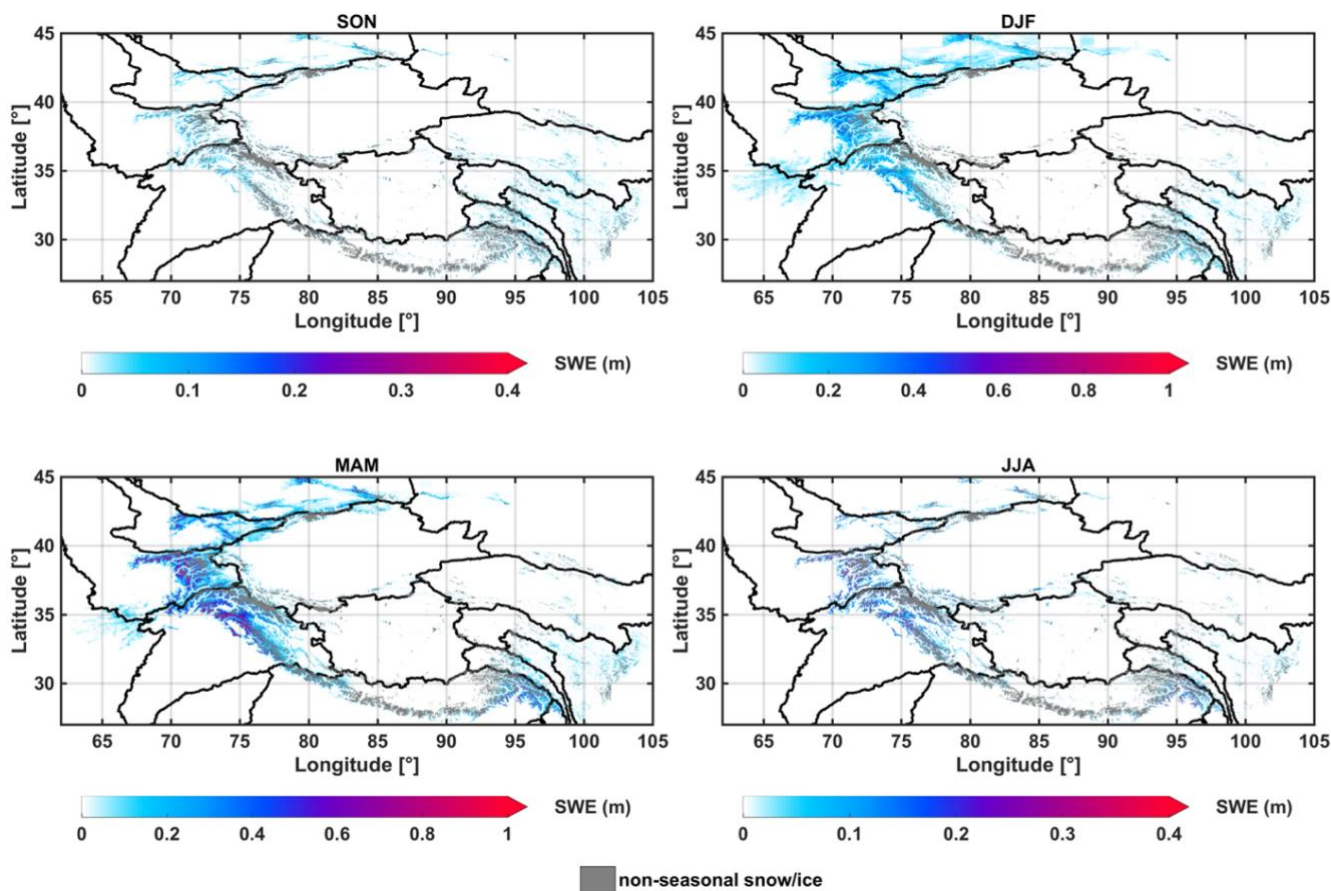 SON
45
40
35
30
Latitude [°]
65 70 75 80 85 90 95 100 105
Longitude [°]
0 0.1 0.2 0.3 0.4
SWE (m)
DJF
45
40
35
30
Latitude [°]
65 70 75 80 85 90 95 100 105
Longitude [°]
0 0.2 0.4 0.6 0.8 1
SWE (m)
MAM
45
40
35
30
Latitude [°]
65 70 75 80 85 90 95 100 105
Longitude [°]
0 0.2 0.4 0.6 0.8 1
SWE (m)
JJA
45
40
35
30
Latitude [°]
65 70 75 80 85 90 95 100 105
Longitude [°]
0 0.1 0.2 0.3 0.4
SWE (m)
non-seasonal snow/ice